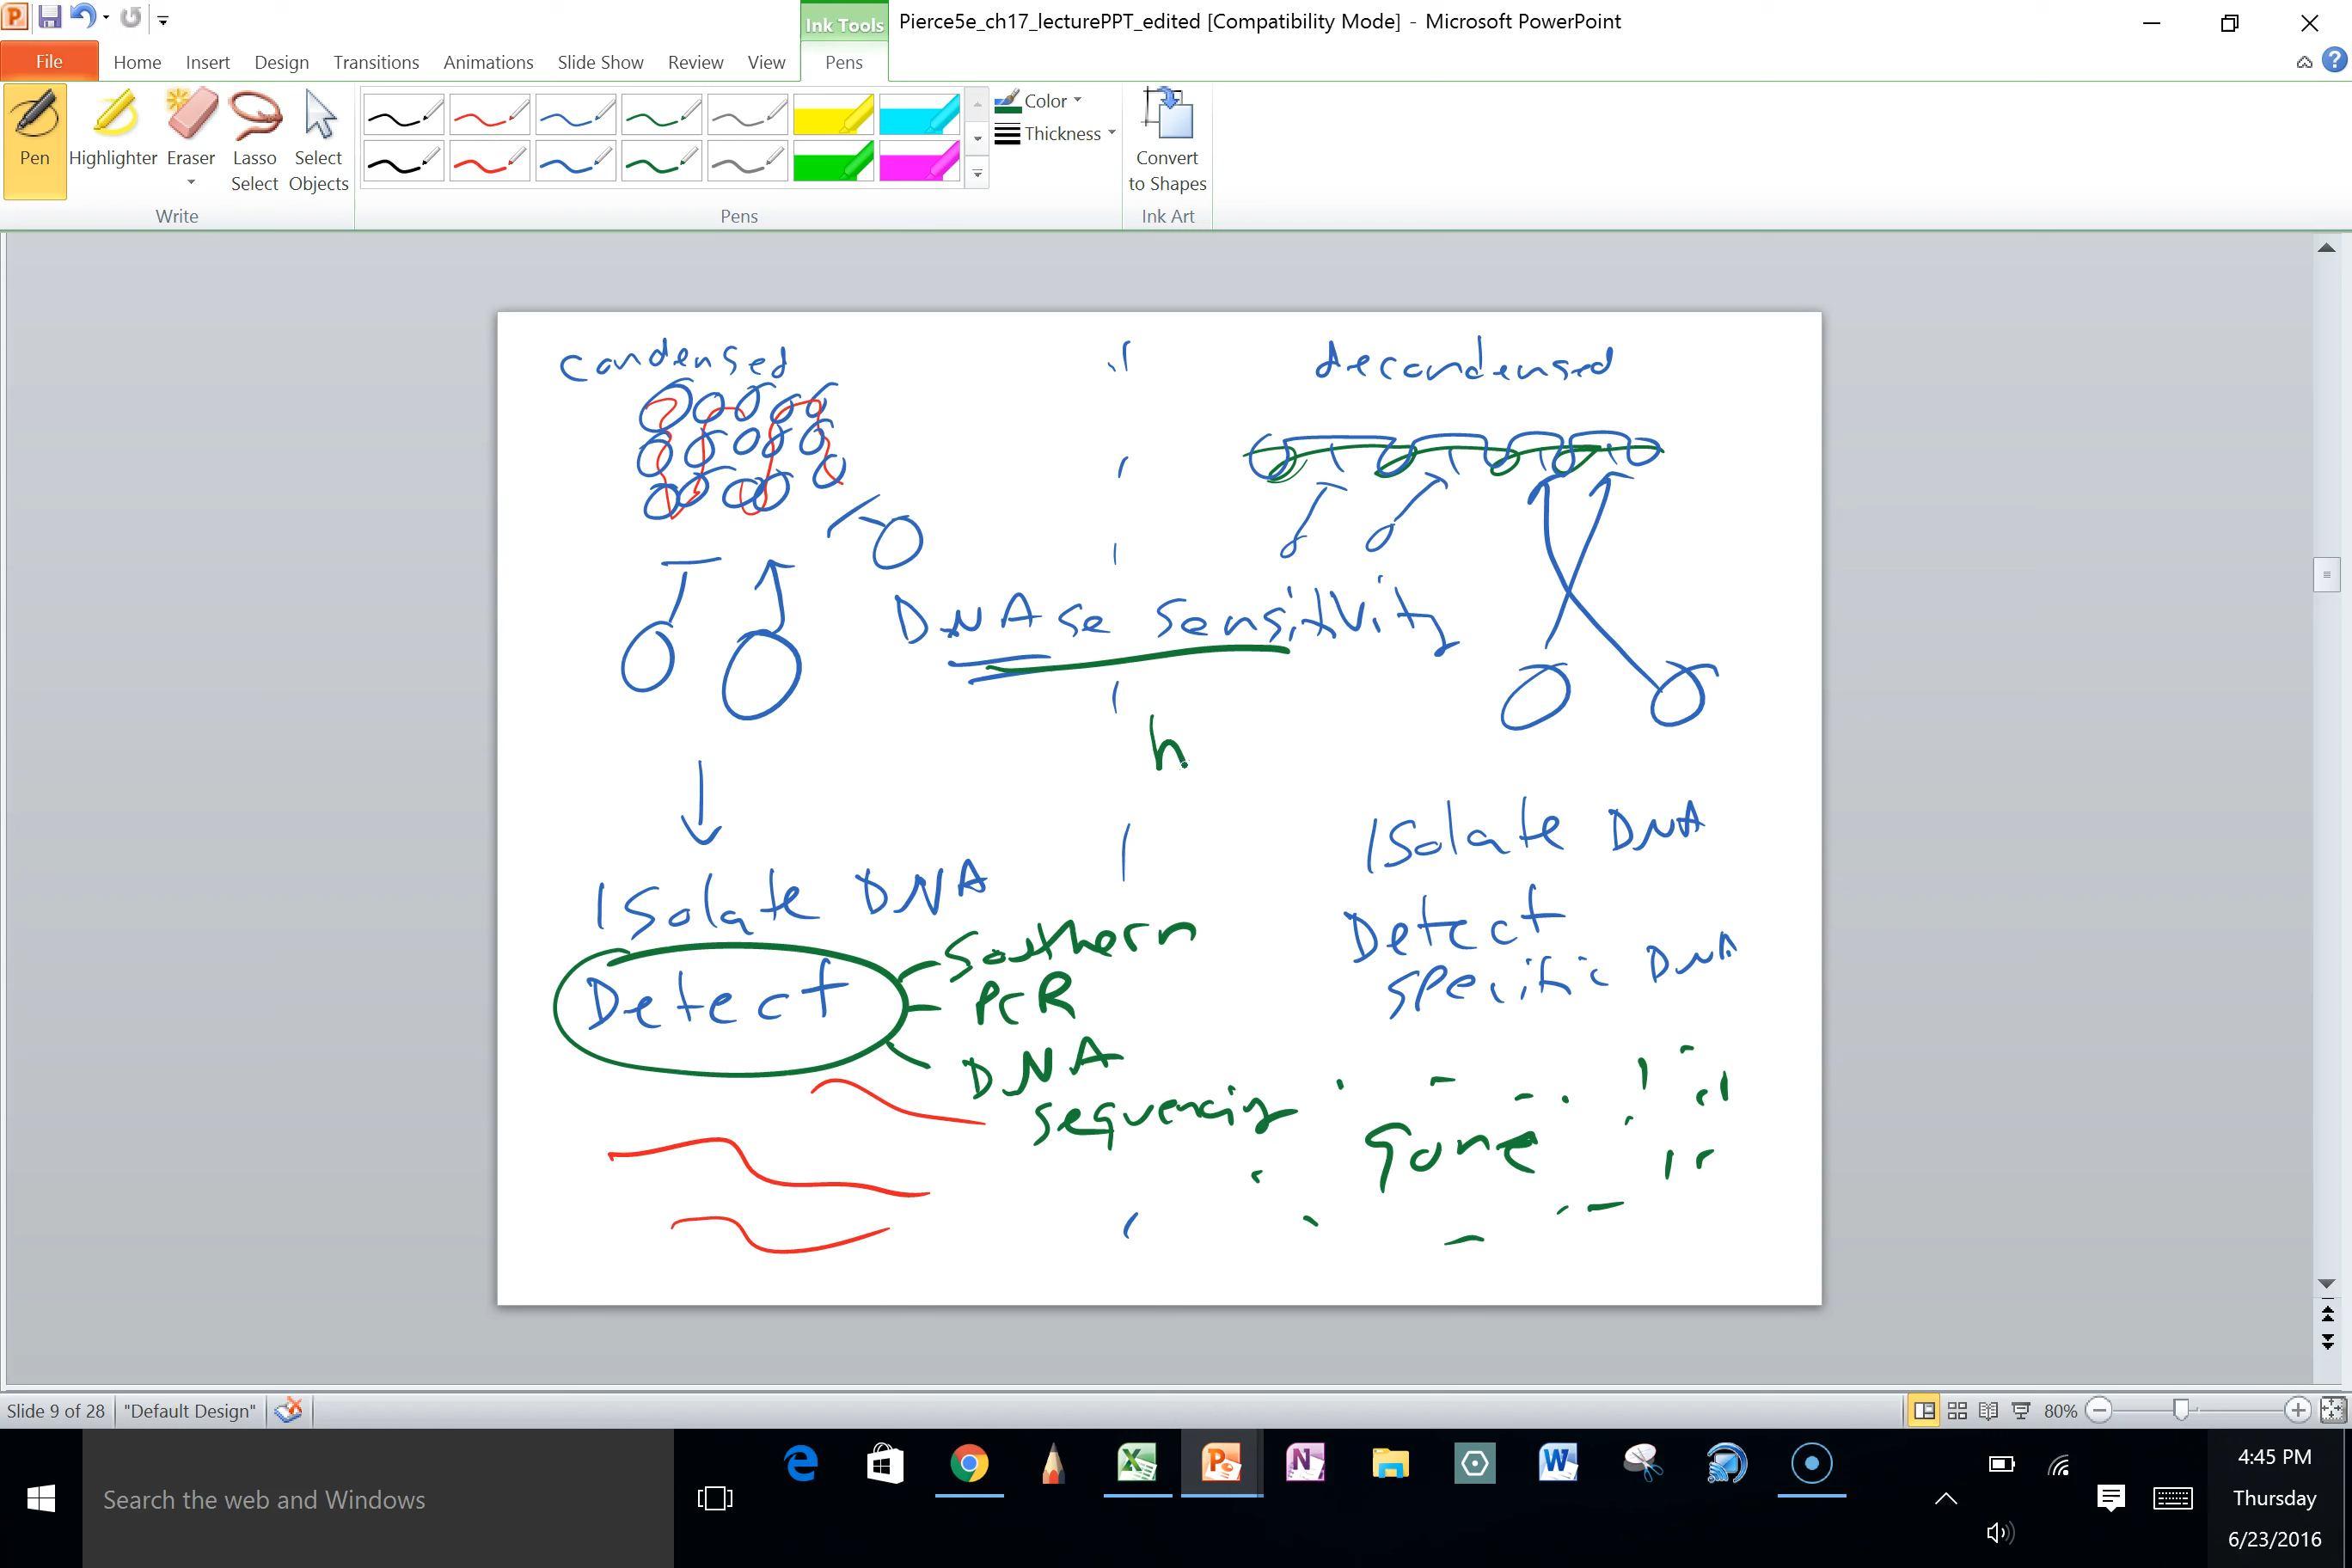 Pierce5e_ch17_lecturePPT_edited [Compatibility Mode] - Microsoft PowerPoint
Ink Tools
File Home Insert Design Transitions Animations Slide Show Review View Pens
Pen Highlighter Eraser Lasso Select Select Objects
Color
Thickness
Convert to Shapes
Write Pens Ink Art
condensed
decondensed
DNAse sensitivity
h
Isolate DNA
Isolate DNA
Detect
Southern
PCR
DNA
sequencing
Detect
specific DNA
gone
Slide 9 of 28 "Default Design" 80%
Search the web and Windows
4:45 PM
Thursday
6/23/2016